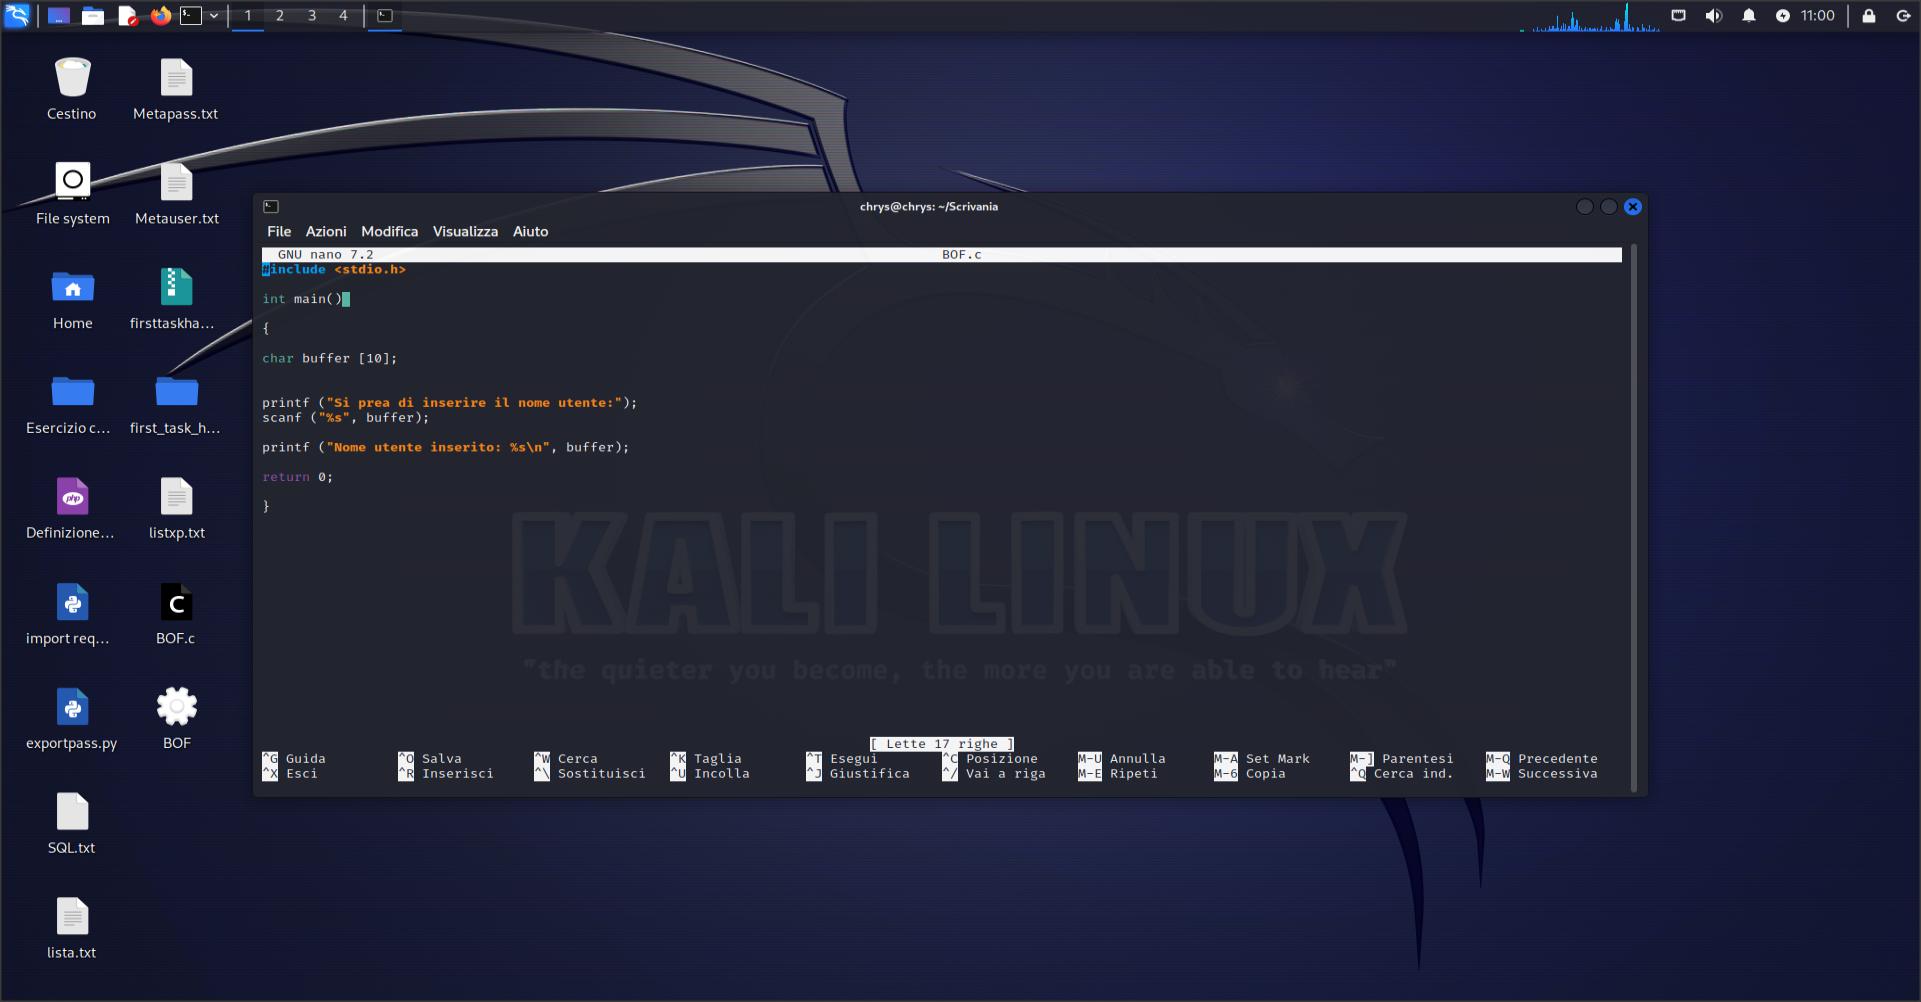 1 2 3 4
11:00
Cestino
Metapass.txt
File system
Metauser.txt
Home
firsttaskha...
Esercizio c...
first_task_h...
php
Definizione...
listxp.txt
import req...
C
BOF.c
exportpass.py
BOF
SQL.txt
lista.txt
chrys@chrys: ~/Scrivania
File Azioni Modifica Visualizza Aiuto
GNU nano 7.2 BOF.c
#include <stdio.h>
int main()
{
char buffer [10];
printf ("Si prea di inserire il nome utente:");
scanf ("%s", buffer);
printf ("Nome utente inserito: %s\n", buffer);
return 0;
}
KALI LINUX
"the quieter you become, the more you are able to hear"
[ Lette 17 righe ]
^G Guida ^O Salva ^W Cerca ^K Taglia ^T Esegui ^C Posizione M-U Annulla M-A Set Mark M-] Parentesi M-Q Precedente
^X Esci ^R Inserisci ^\ Sostituisci ^U Incolla ^J Giustifica ^/ Vai a riga M-E Ripeti M-6 Copia ^Q Cerca ind. M-W Successiva